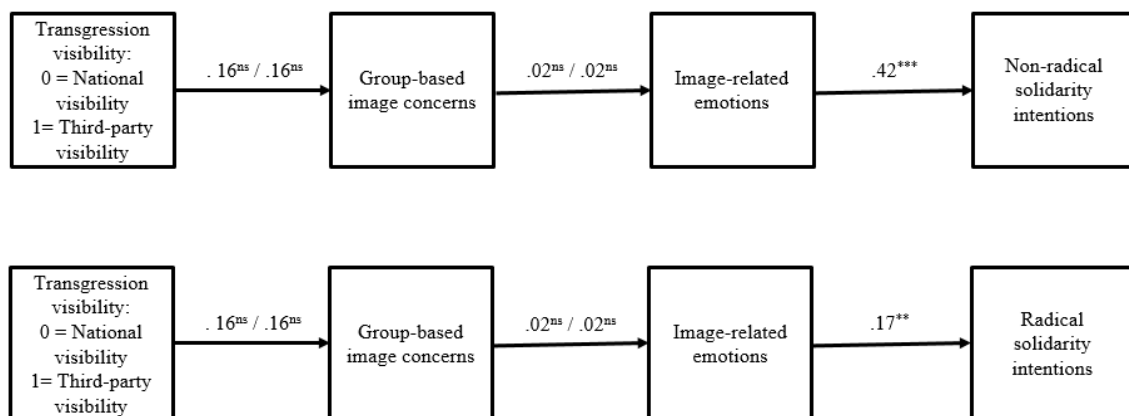 Transgression
visibility:
0 = National
visibility
1= Third-party
visibility
. 16ns / .16ns
Group-based
image concerns
.02ns / .02ns
Image-related
emotions
.42***
Non-radical
solidarity
intentions
Transgression
visibility:
0 = National
visibility
1= Third-party
visibility
. 16ns / .16ns
Group-based
image concerns
.02ns / .02ns
Image-related
emotions
.17**
Radical
solidarity
intentions